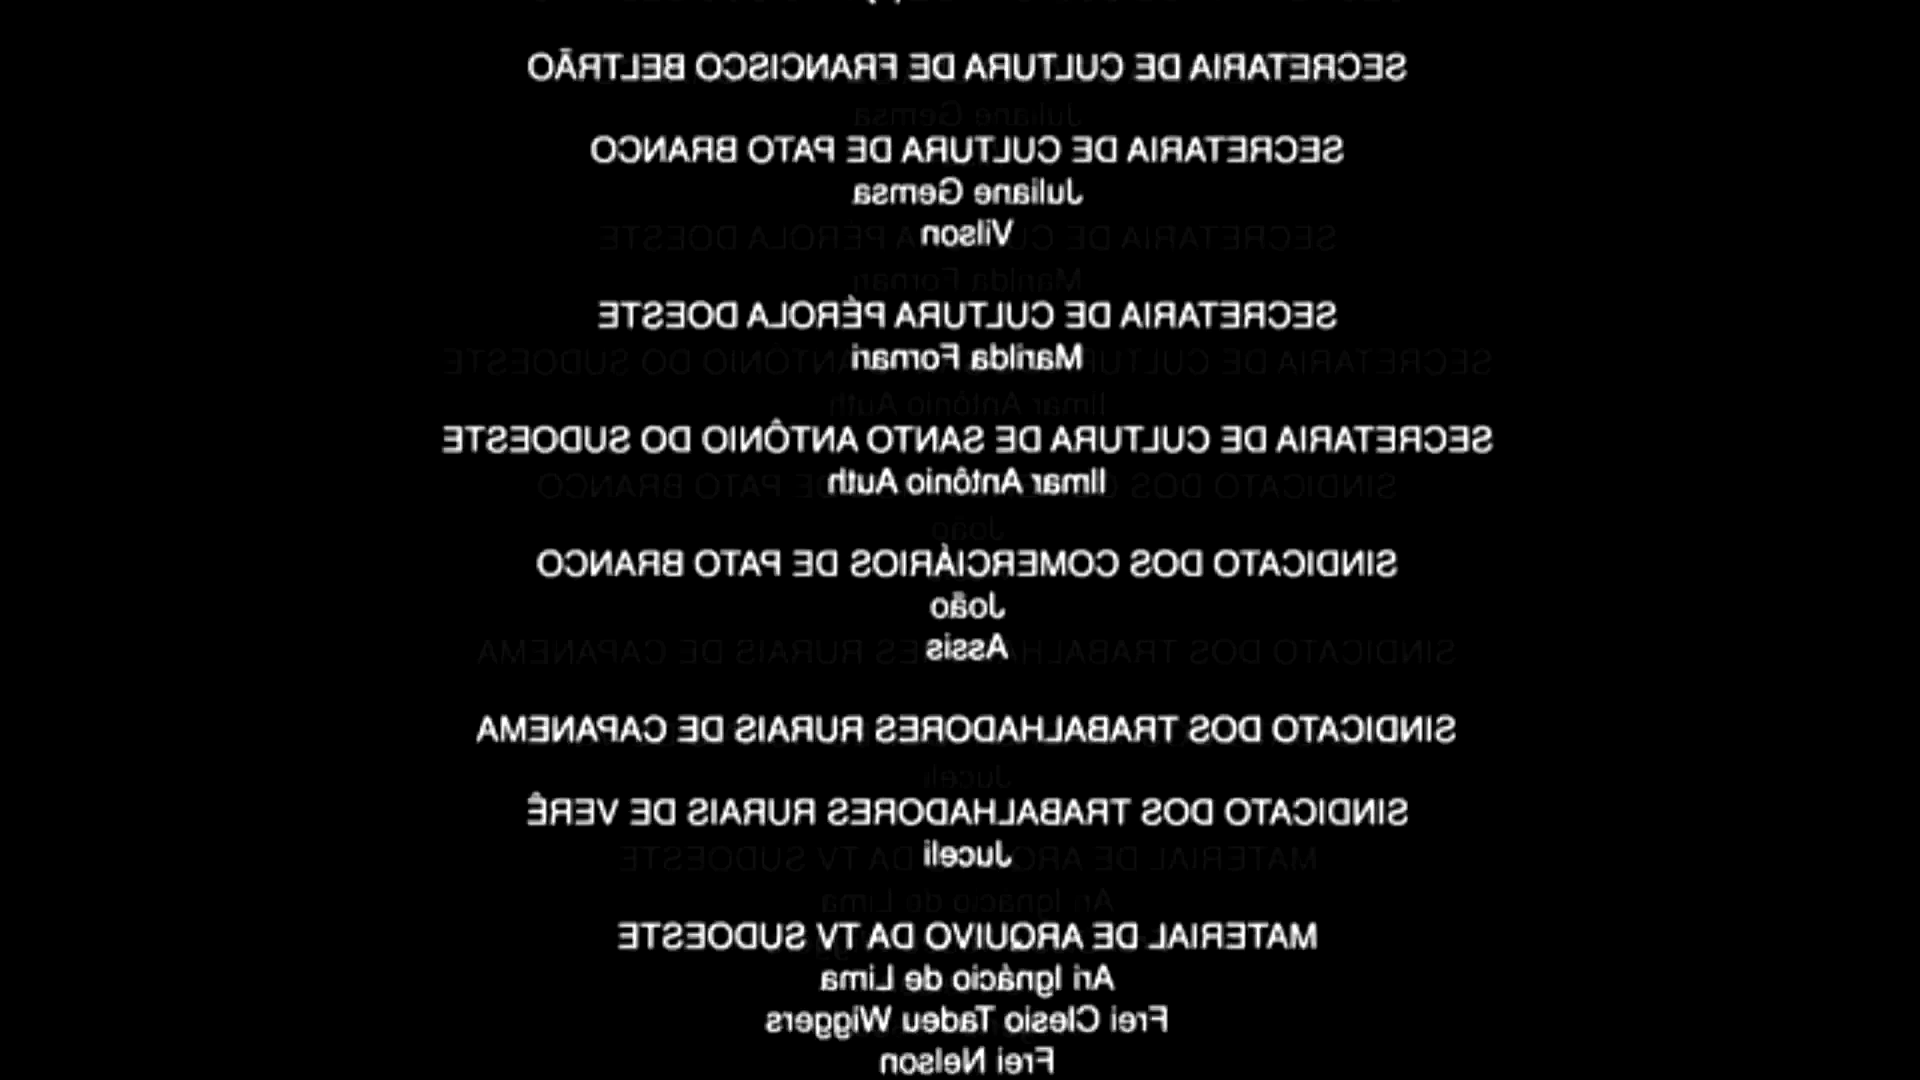 SECRETARIA DE CULTURA DE FRANCISCO BELTRÃO
SECRETARIA DE CULTURA DE PATO BRANCO
Juliane Gemsa
Vilson
SECRETARIA DE CULTURA PÉROLA DOESTE
Marilda Fornari
SECRETARIA DE CULTURA DE SANTO ANTÔNIO DO SUDOESTE
Ilmar Antônio Auth
SINDICATO DOS COMERCIÁRIOS DE PATO BRANCO
João
Assis
SINDICATO DOS TRABALHADORES RURAIS DE CAPANEMA
SINDICATO DOS TRABALHADORES RURAIS DE VERÊ
Juceli
MATERIAL DE ARQUIVO DA TV SUDOESTE
Ari Ignácio de Lima
Frei Clesio Tadeu Wiggers
Frei Nelson